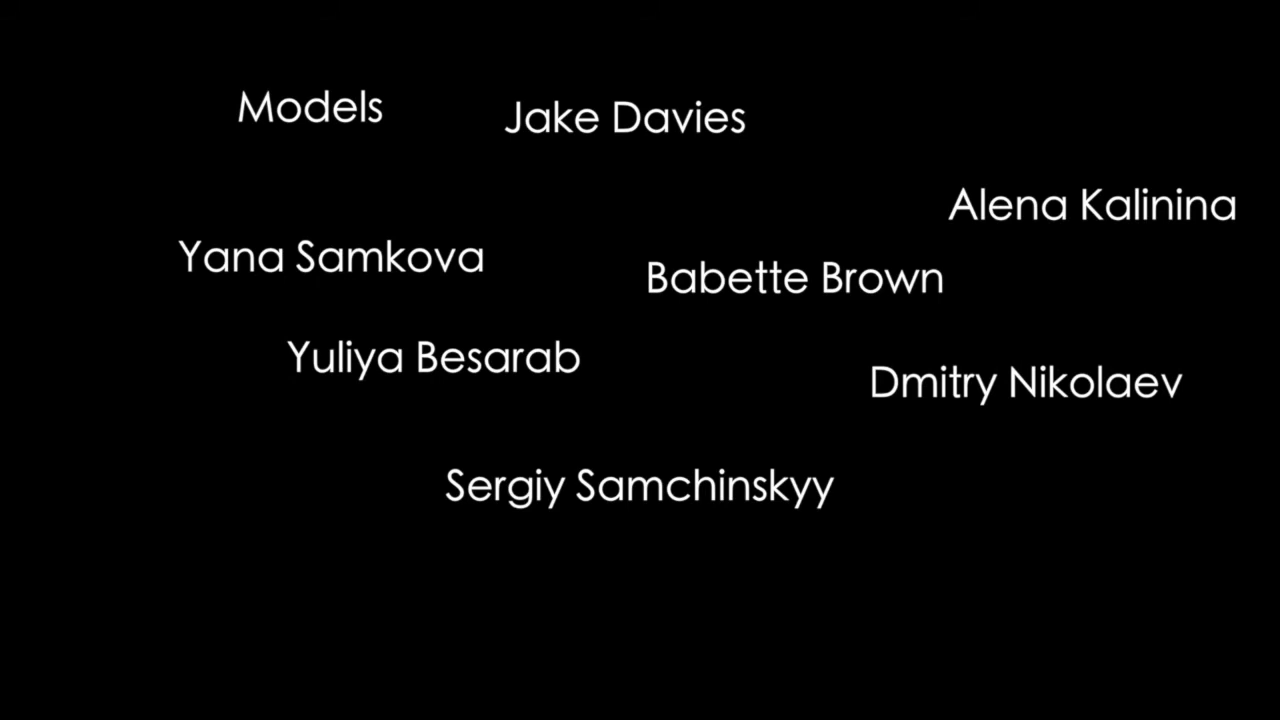 Models
Jake Davies
Alena Kalinina
Yana Samkova
Babette Brown
Yuliya Besarab
Dmitry Nikolaev
Sergiy Samchinskyy